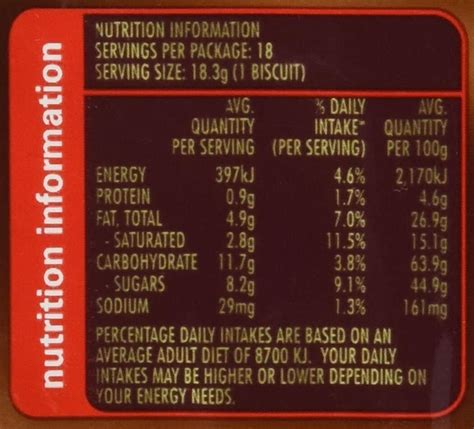 nutrition information
NUTRITION INFORMATION
SERVINGS PER PACKAGE: 18
SERVING SIZE: 18.3g (1 BISCUIT)
AVG. % DAILY AVG.
QUANTITY INTAKE* QUANTITY
PER SERVING (PER SERVING) PER 100g
ENERGY 397kJ 4.6% 2,170kJ
PROTEIN 0.9g 1.7% 4.6g
FAT, TOTAL 4.9g 7.0% 26.9g
- SATURATED 2.8g 11.5% 15.1g
CARBOHYDRATE 11.7g 3.8% 63.9g
- SUGARS 8.2g 9.1% 44.9g
SODIUM 29mg 1.3% 161mg
PERCENTAGE DAILY INTAKES ARE BASED ON AN
AVERAGE ADULT DIET OF 8700 KJ. YOUR DAILY
INTAKES MAY BE HIGHER OR LOWER DEPENDING ON
YOUR ENERGY NEEDS.